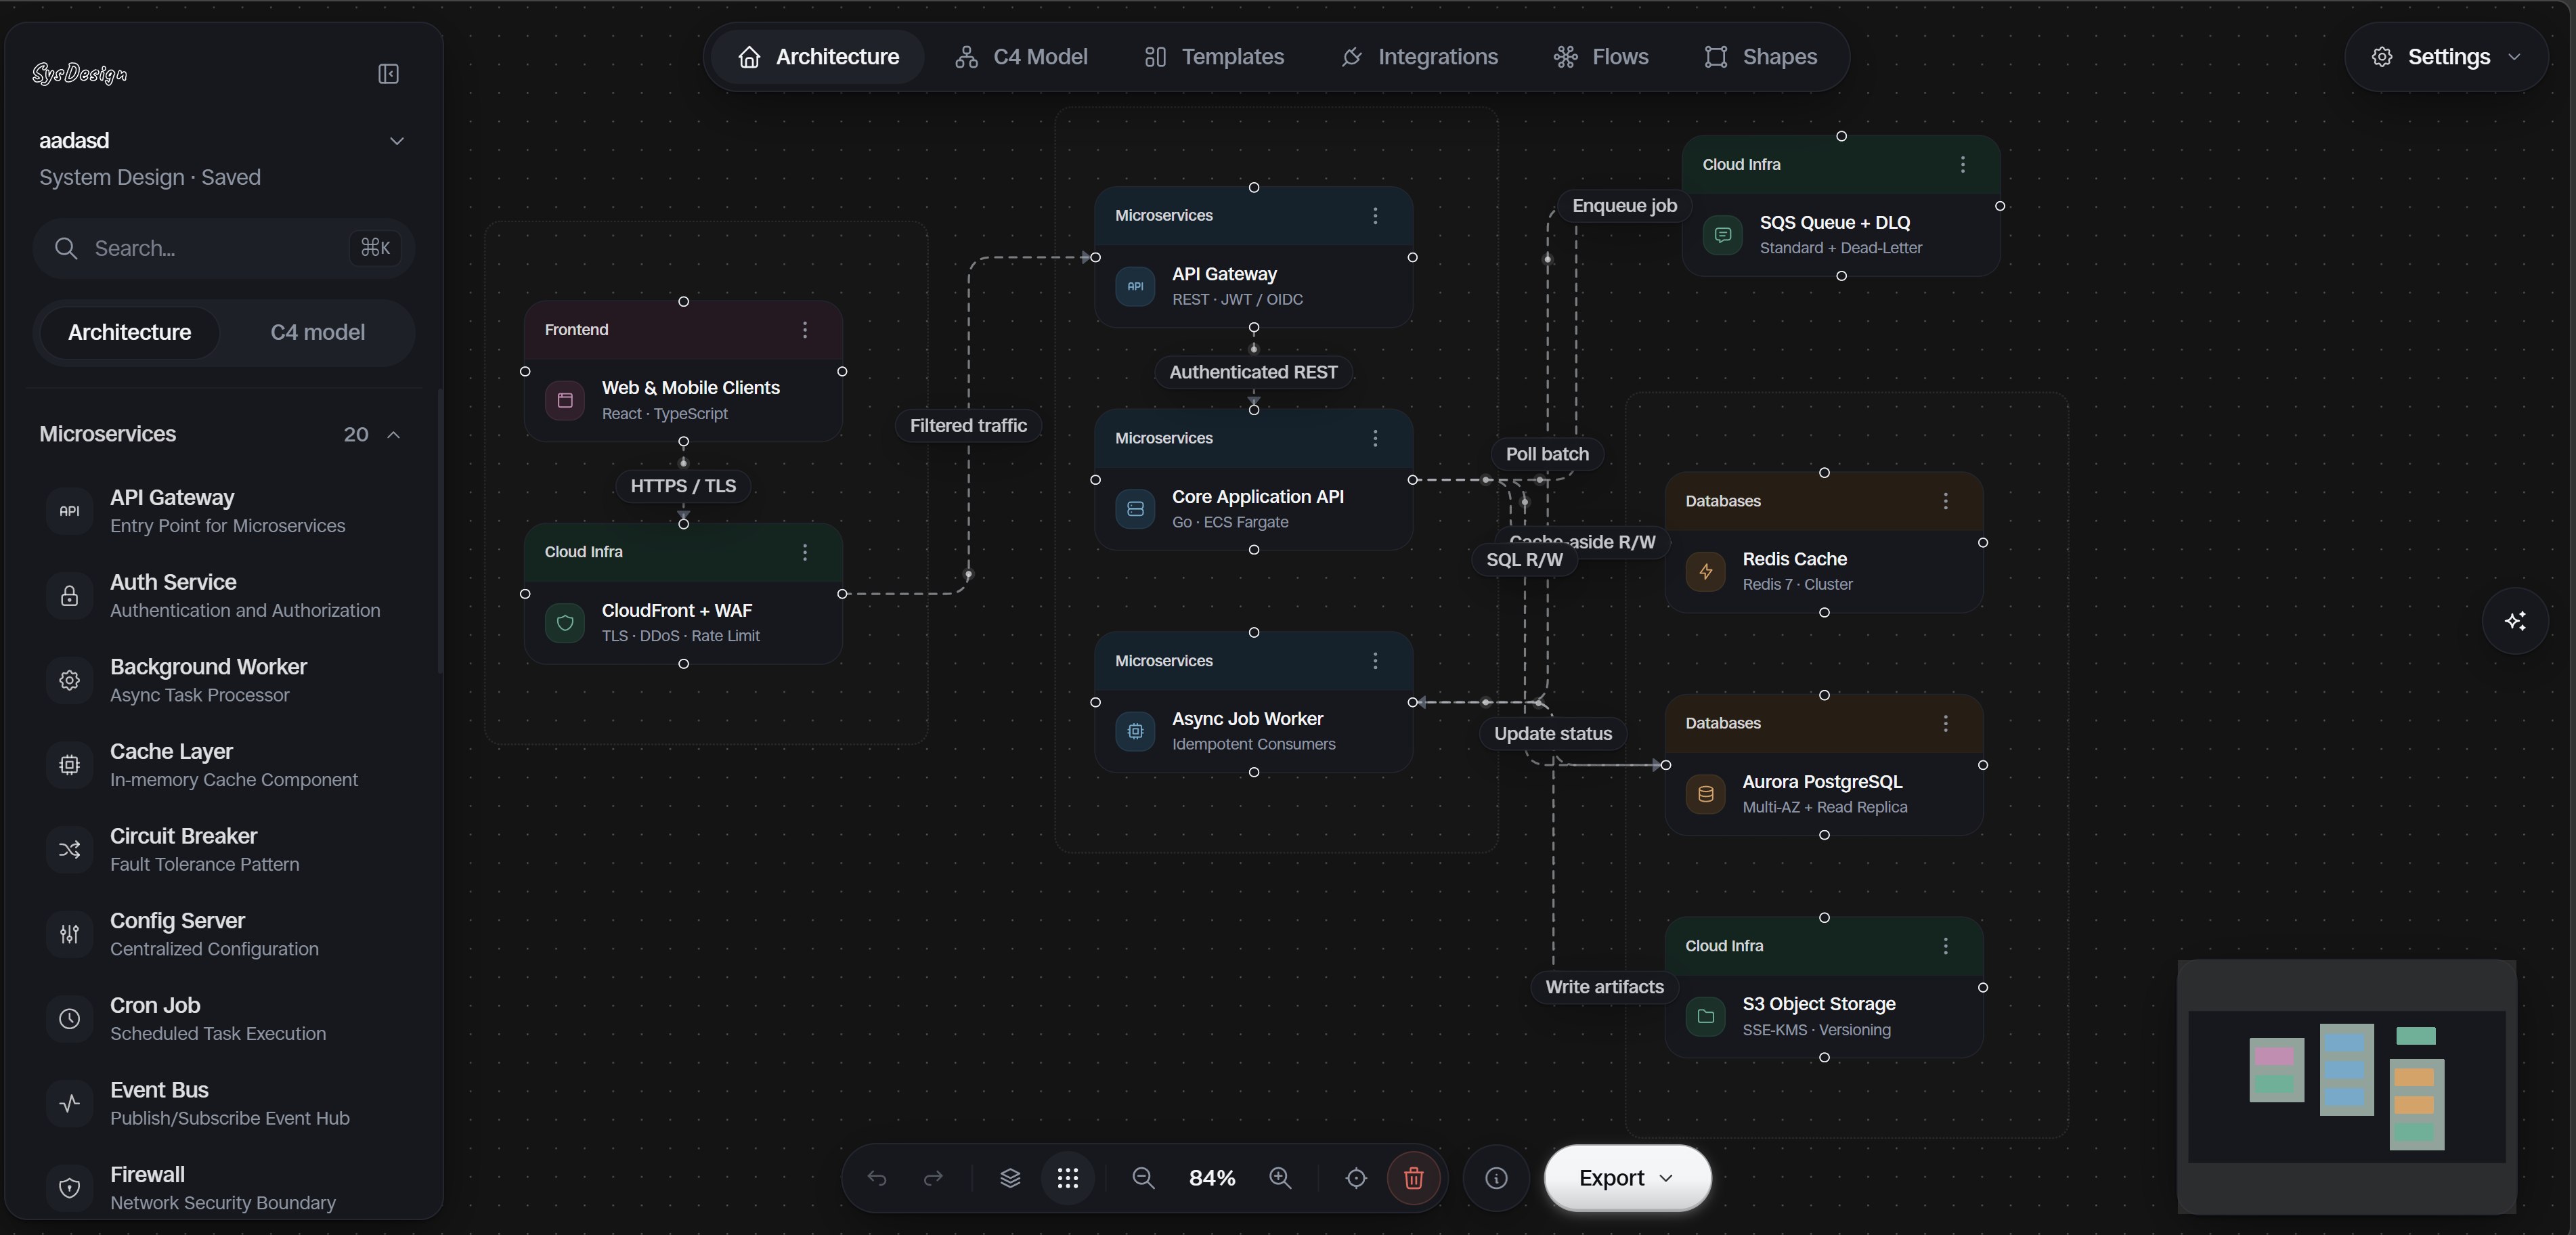 SysDesign
aadasd
System Design · Saved
Search...
⌘K
Architecture
C4 model
Microservices
20
API
API Gateway
Entry Point for Microservices
Auth Service
Authentication and Authorization
Background Worker
Async Task Processor
Cache Layer
In-memory Cache Component
Circuit Breaker
Fault Tolerance Pattern
Config Server
Centralized Configuration
Cron Job
Scheduled Task Execution
Event Bus
Publish/Subscribe Event Hub
Firewall
Network Security Boundary
Architecture
C4 Model
Templates
Integrations
Flows
Shapes
Settings
Frontend
Web & Mobile Clients
React · TypeScript
HTTPS / TLS
Cloud Infra
CloudFront + WAF
TLS · DDoS · Rate Limit
Filtered traffic
Microservices
API
API Gateway
REST · JWT / OIDC
Authenticated REST
Microservices
Core Application API
Go · ECS Fargate
Microservices
Async Job Worker
Idempotent Consumers
Enqueue job
Poll batch
Cache-aside R/W
SQL R/W
Update status
Write artifacts
Cloud Infra
SQS Queue + DLQ
Standard + Dead-Letter
Databases
Redis Cache
Redis 7 · Cluster
Databases
Aurora PostgreSQL
Multi-AZ + Read Replica
Cloud Infra
S3 Object Storage
SSE-KMS · Versioning
84%
Export